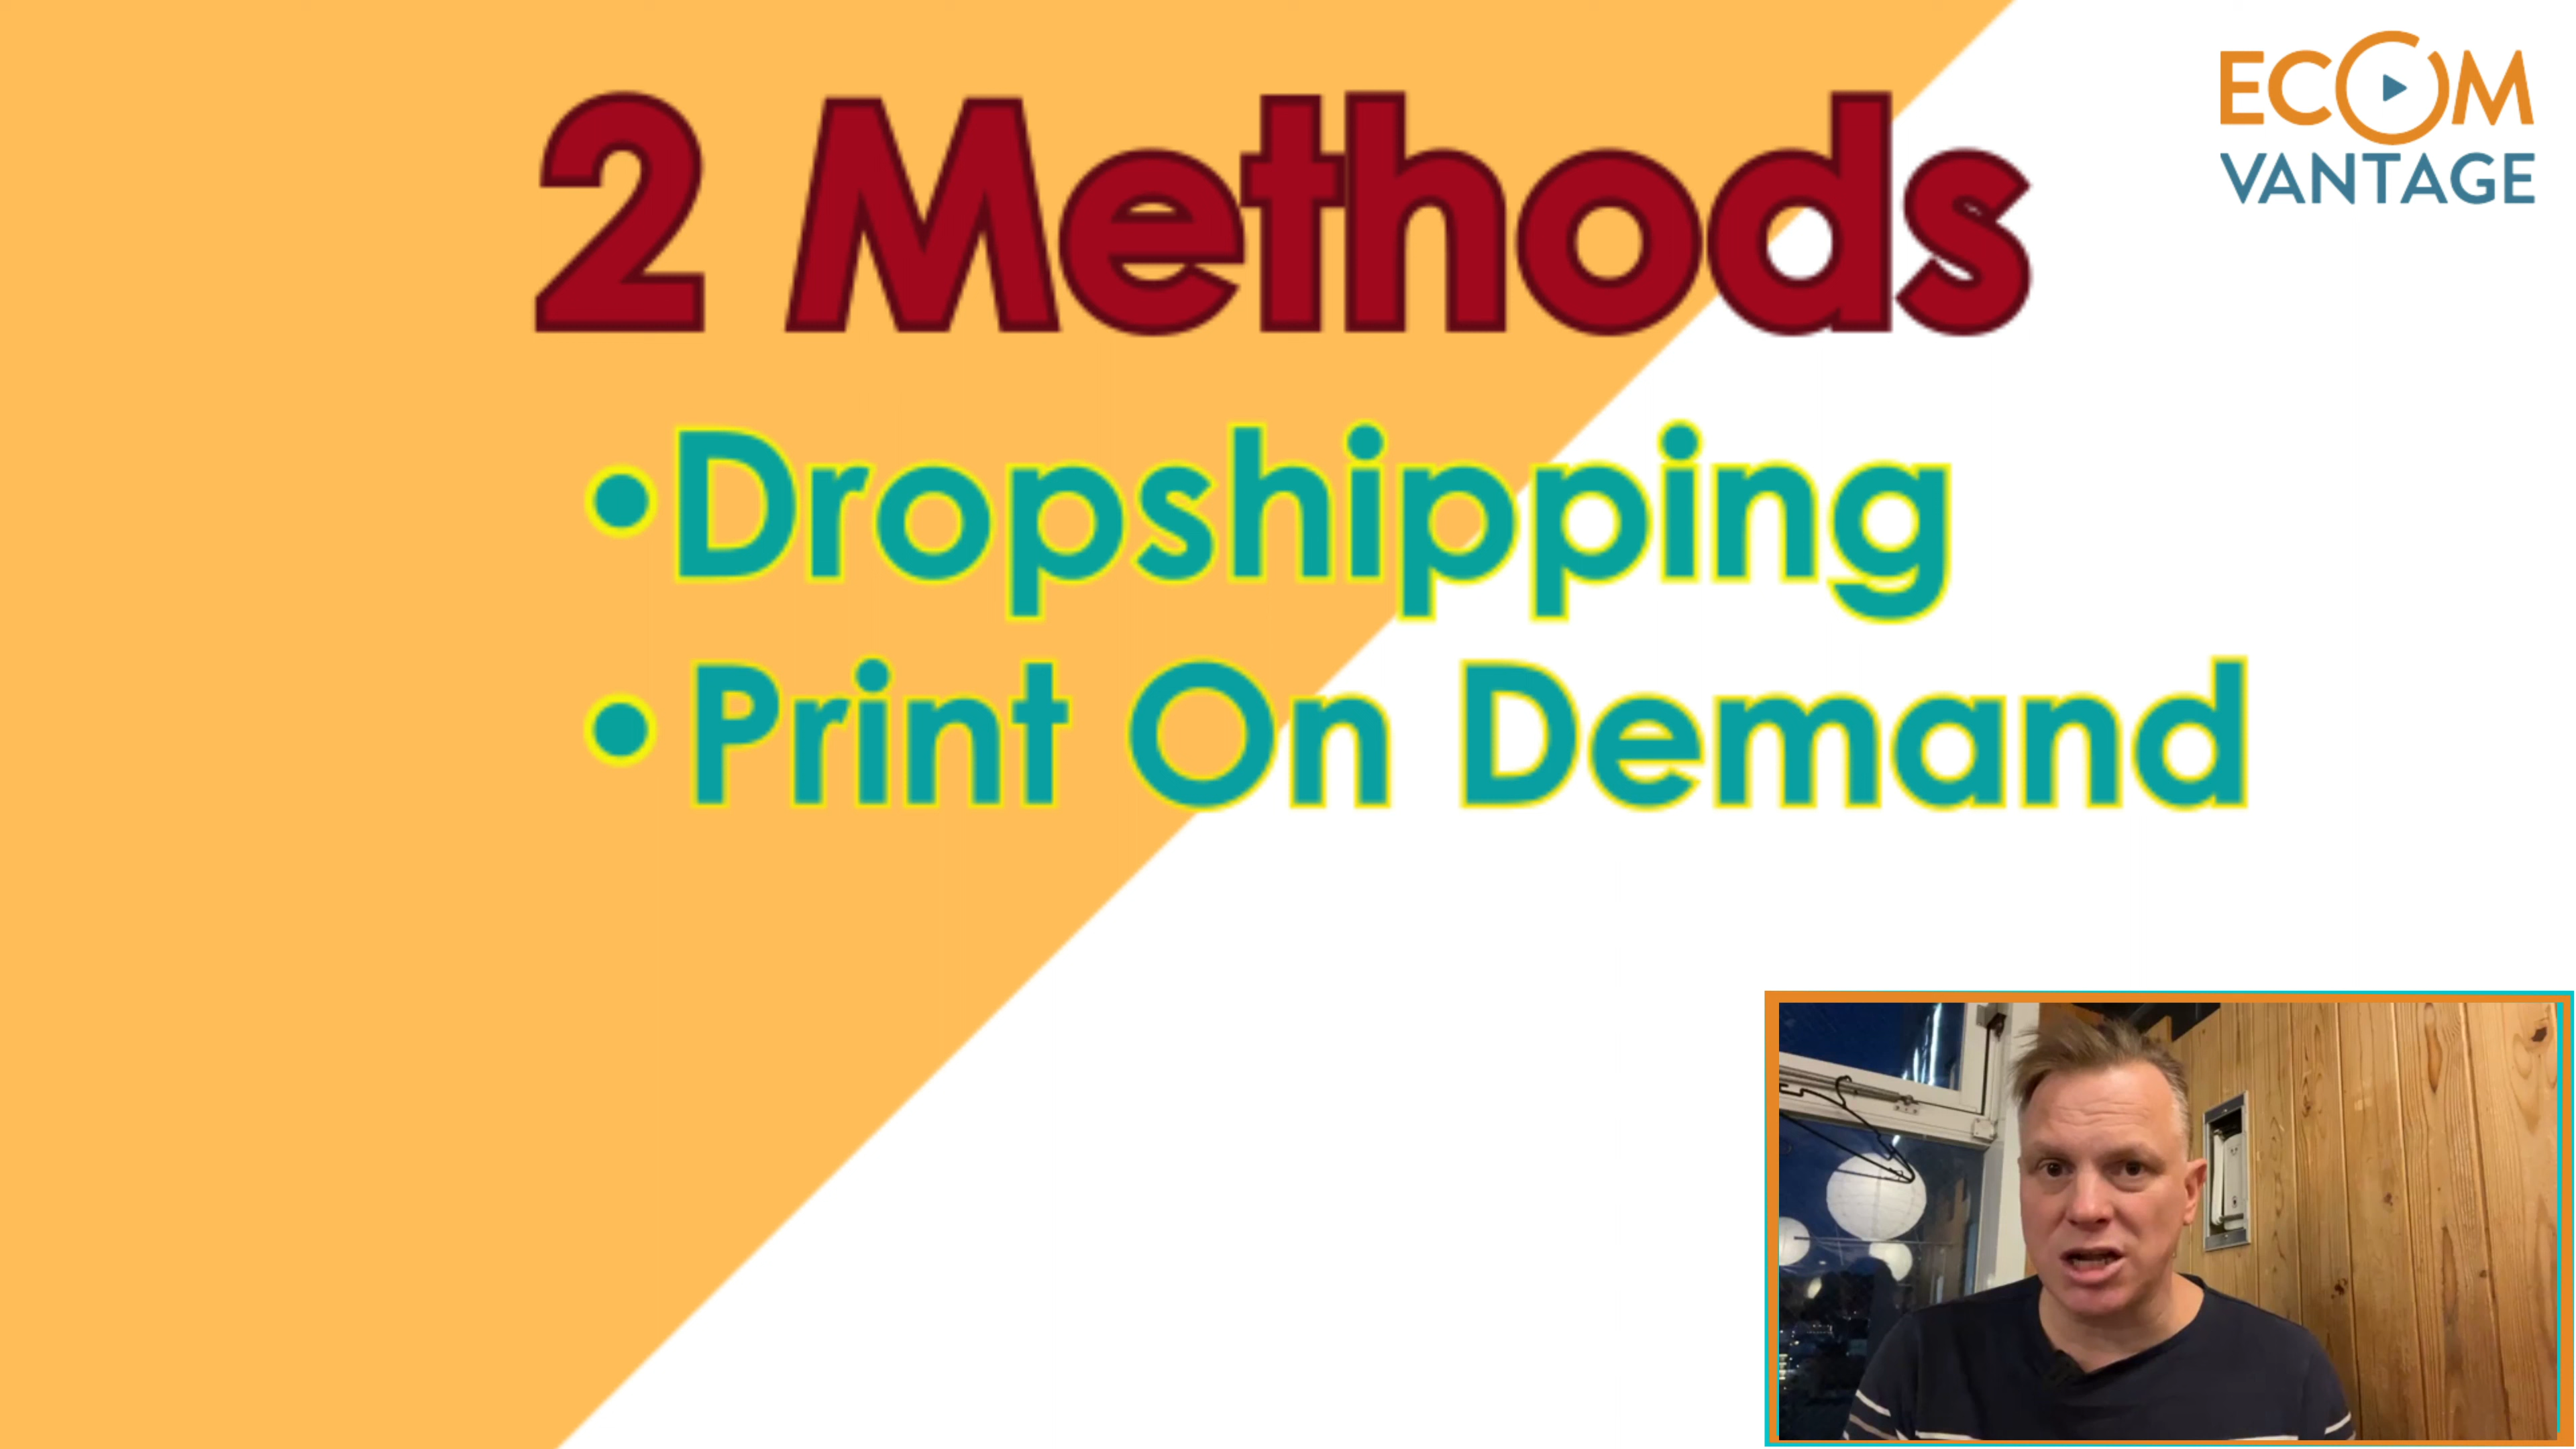 ECOM
VANTAGE
2 Methods
•Dropshipping
•Print On Demand